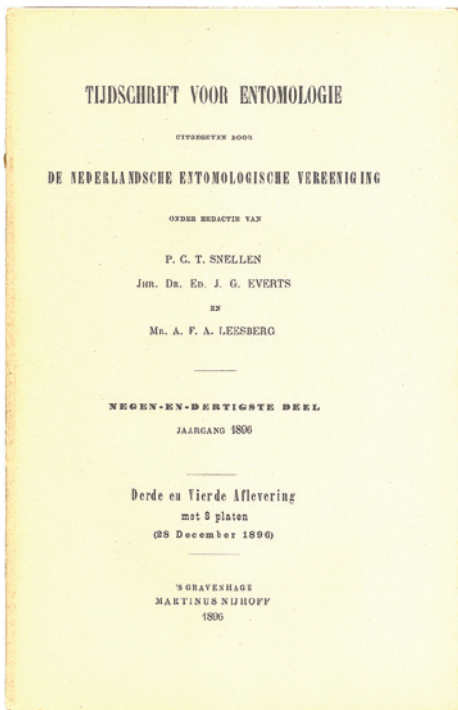 TIJDSCHRIFT VOOR ENTOMOLOGIE
UITGEGEVEN DOOR
DE NEDERLANDSCHE ENTOMOLOGISCHE VEREENIGING
ONDER REDACTIE VAN
P. C. T. SNELLEN
JHR. DR. ED. J. G. EVERTS
EN
MR. A. F. A. LEESBERG
NEGEN-EN-DERTIGSTE DEEL
JAARGANG 1896
Derde en Vierde Aflevering
met 8 platen
(28 December 1896)
'S GRAVENHAGE
MARTINUS NIJHOFF
1896